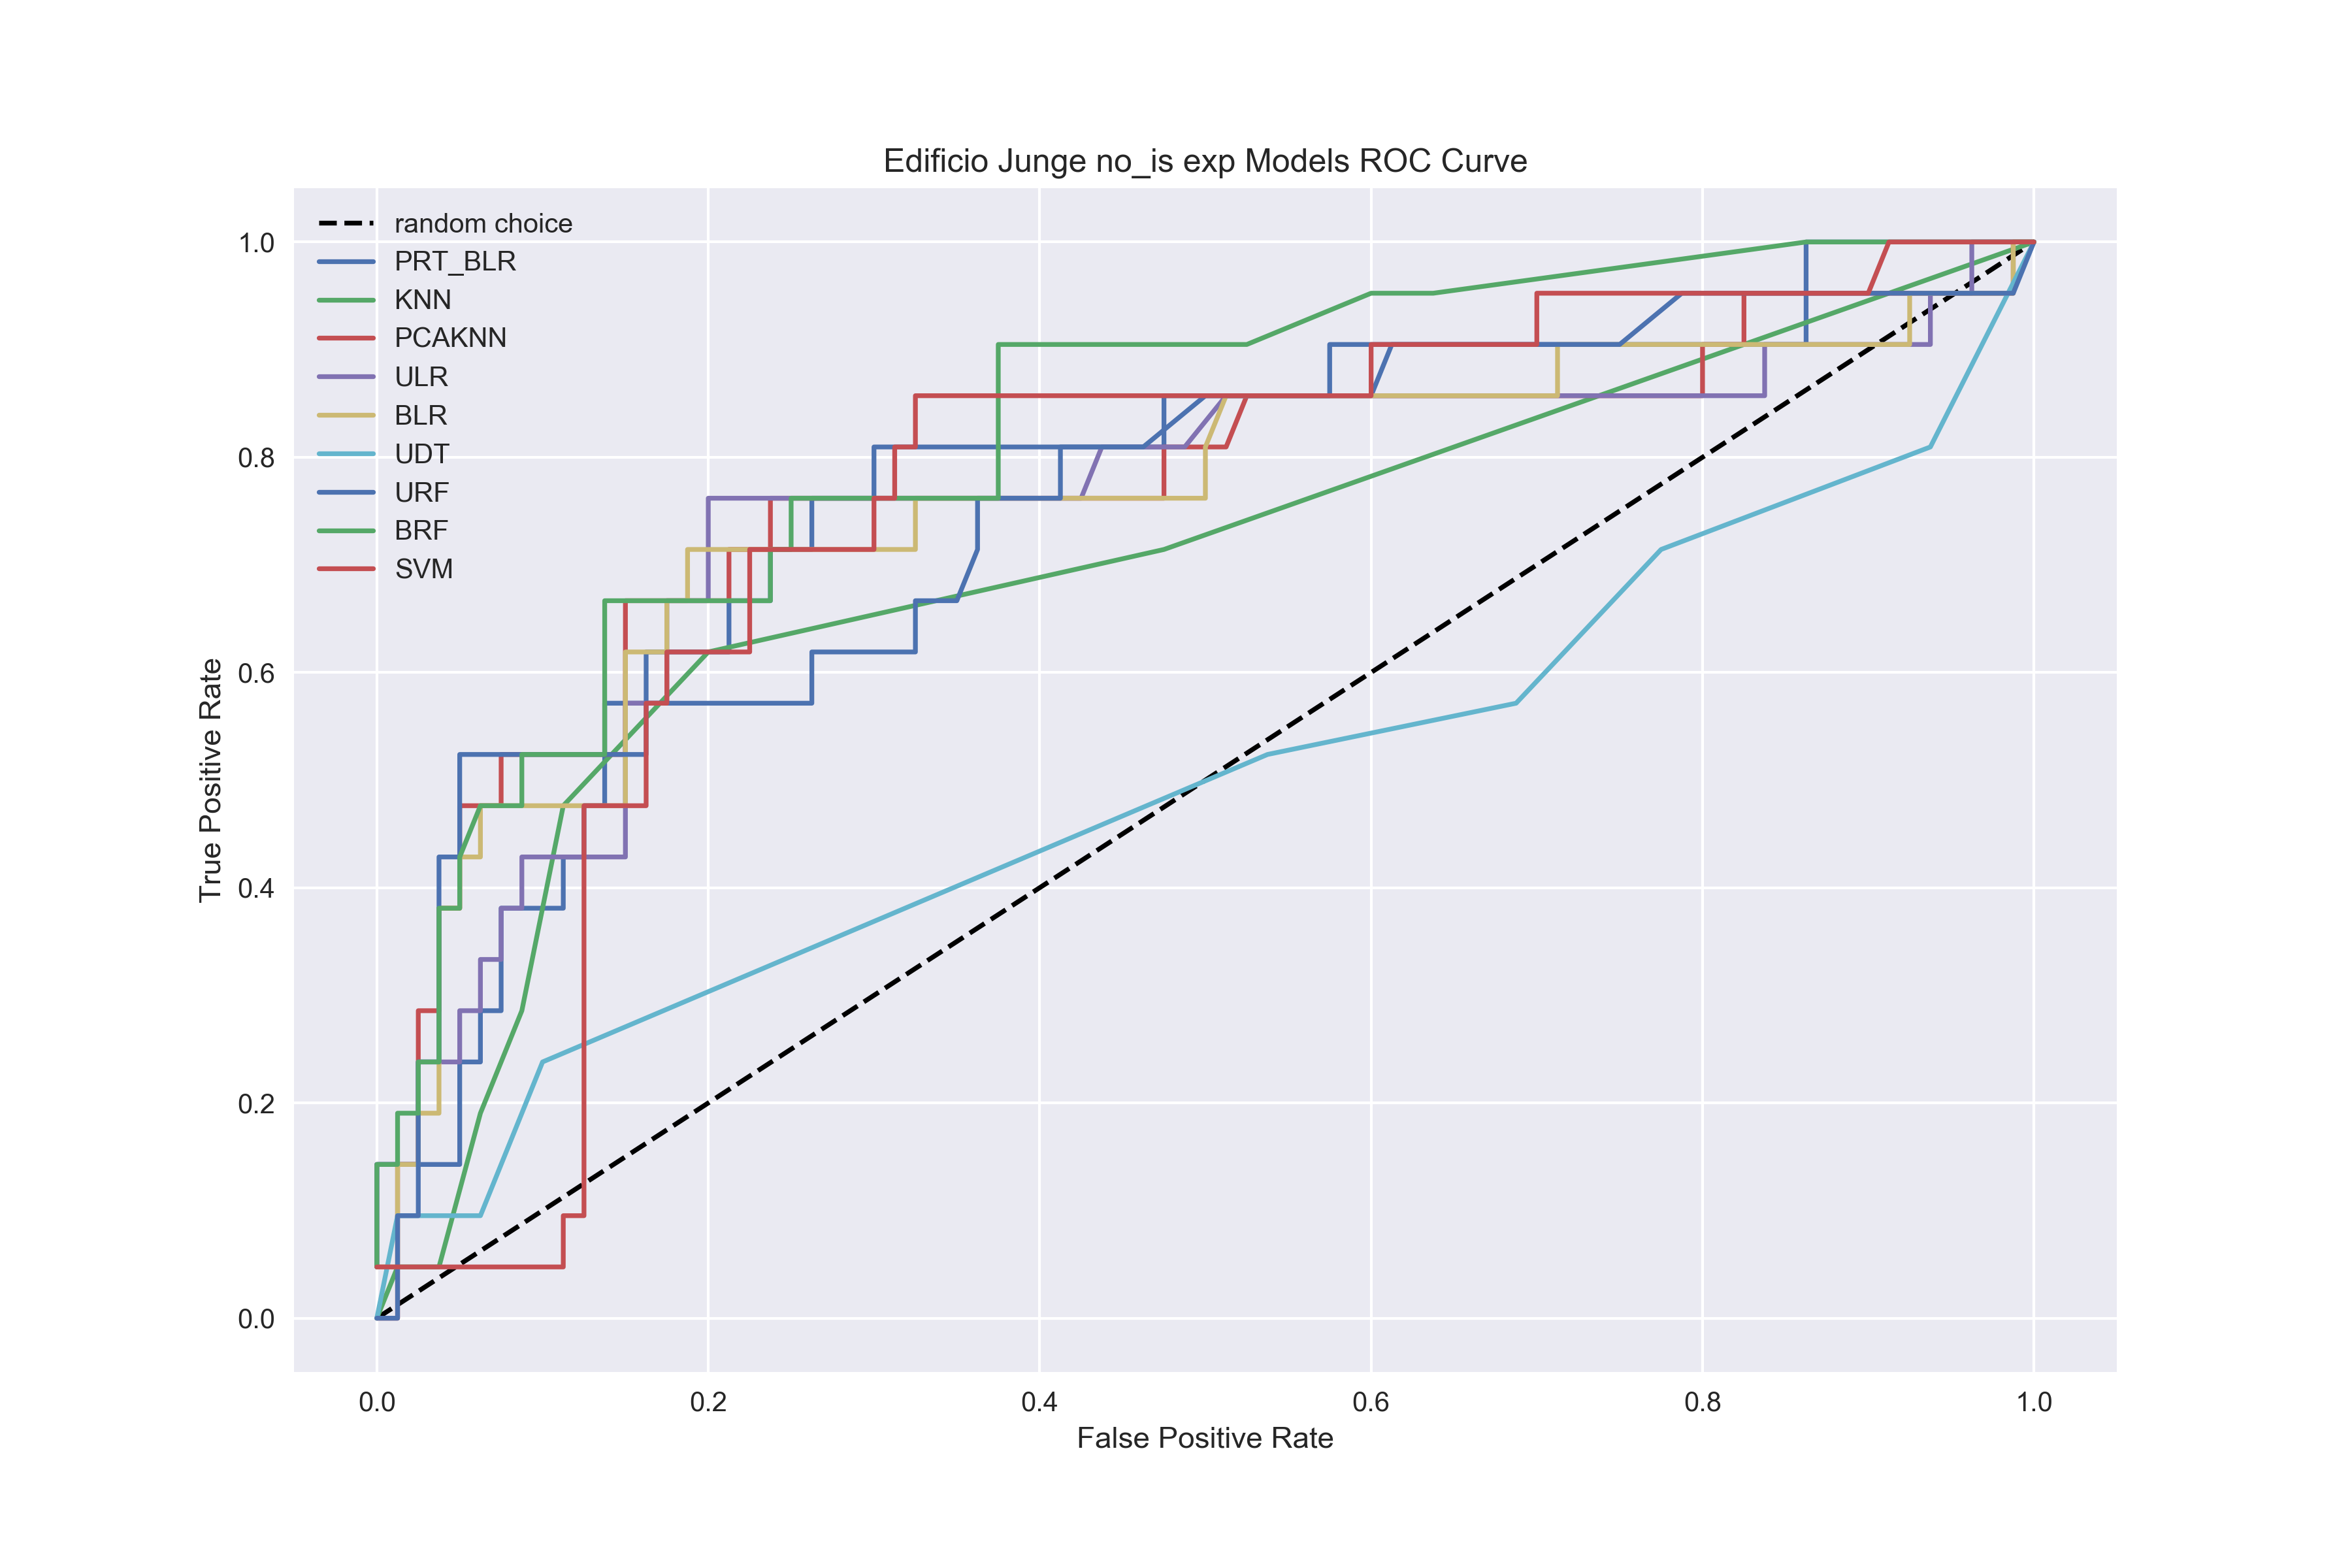 Edificio Junge no_is exp Models ROC Curve
random choice
PRT_BLR
KNN
PCAKNN
ULR
BLR
UDT
URF
BRF
SVM
1.0
0.8
0.6
0.4
0.2
0.0
True Positive Rate
0.0 0.2 0.4 0.6 0.8 1.0
False Positive Rate